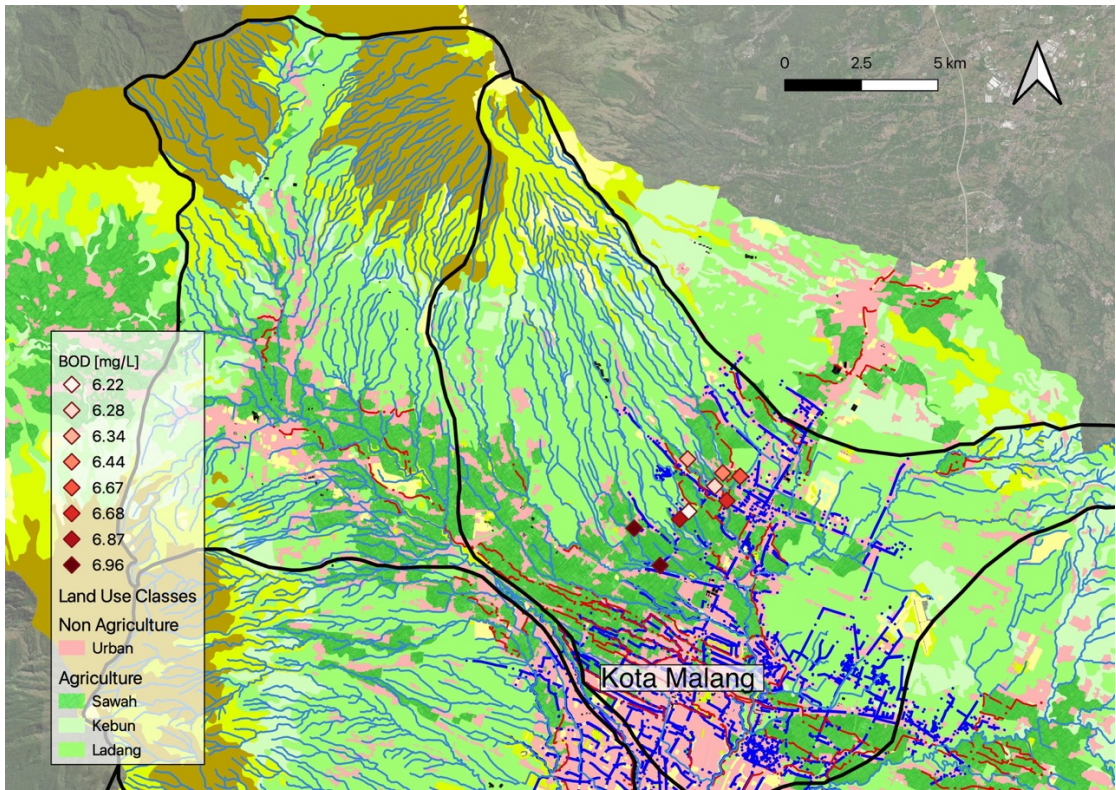 0 2.5 5 km
BOD [mg/L]
6.22
6.28
6.34
6.44
6.67
6.68
6.87
6.96
Land Use Classes
Non Agriculture
Urban
Agriculture
Sawah
Kebun
Ladang
Kota Malang